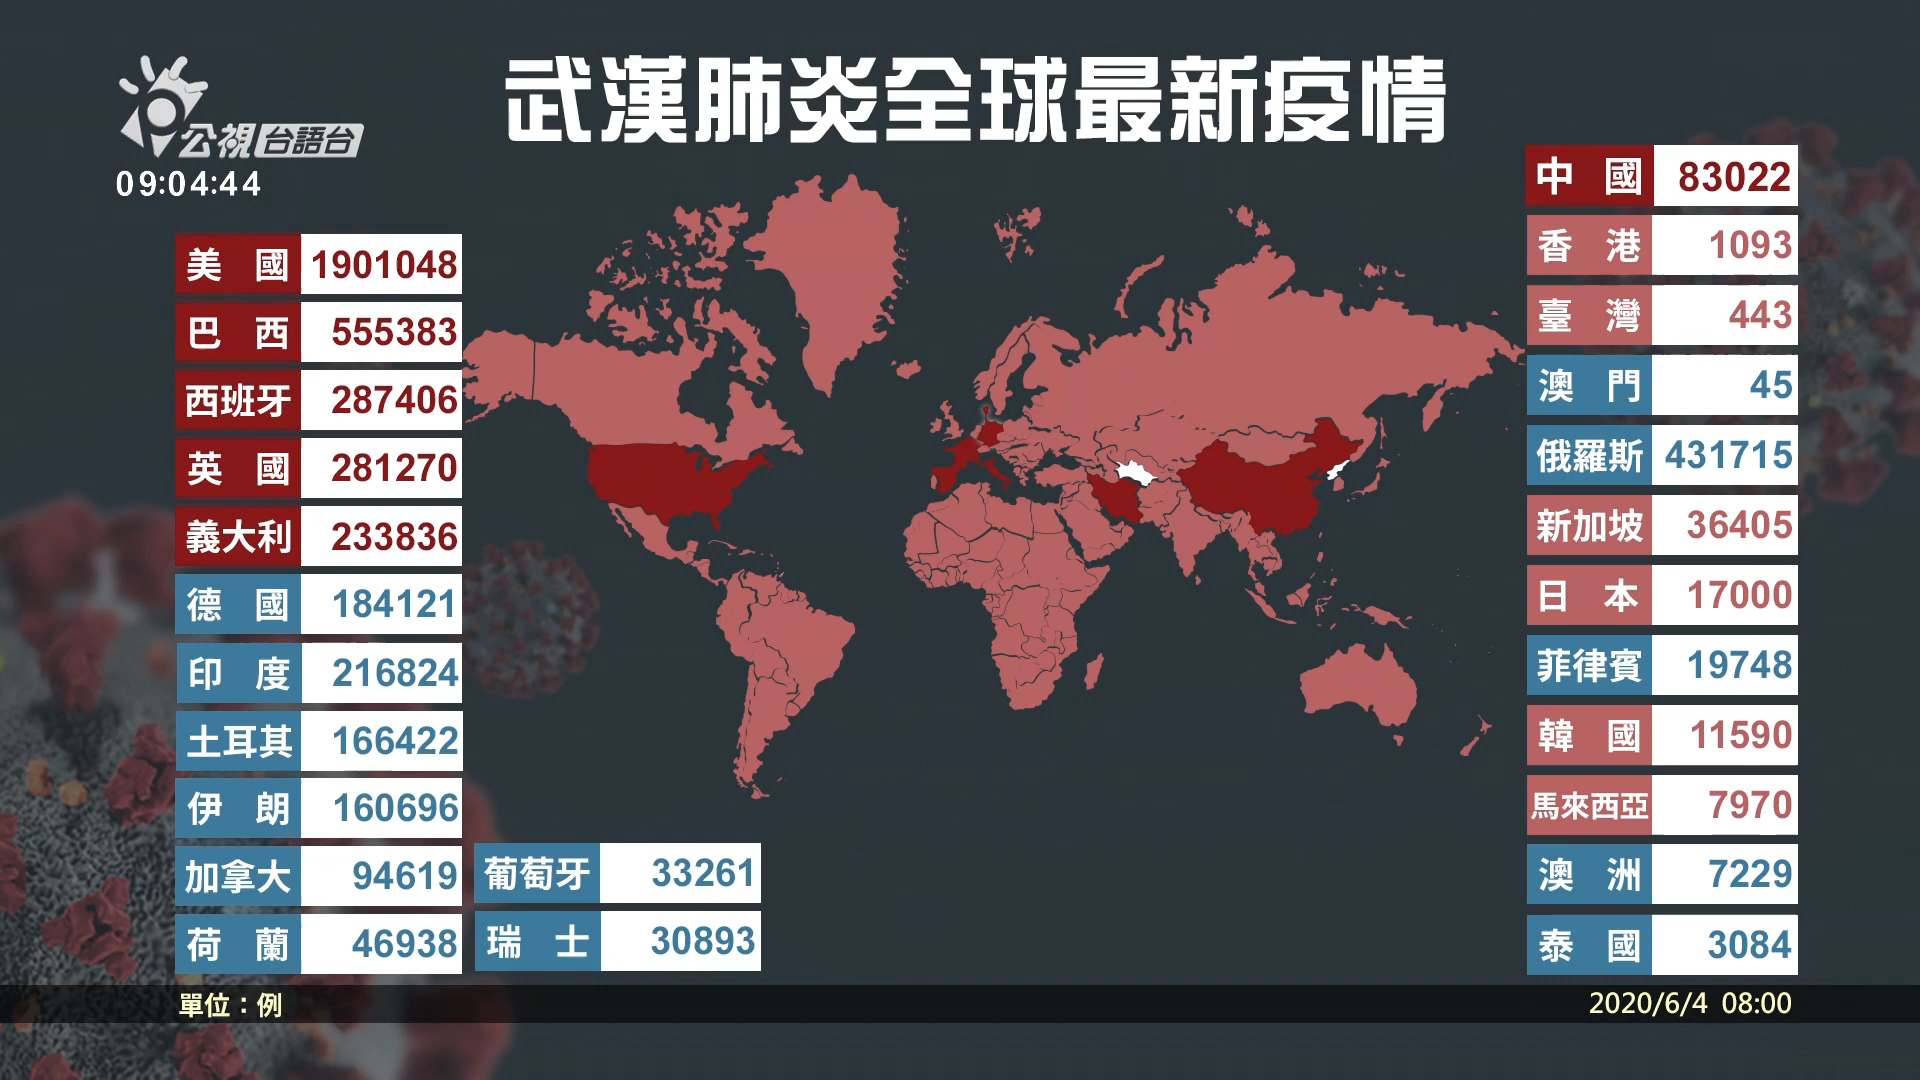 武漢肺炎全球最新疫情
公視台語台
09:04:44
美國 1901048
巴西 555383
西班牙 287406
英國 281270
義大利 233836
德國 184121
印度 216824
土耳其 166422
伊朗 160696
加拿大 94619
荷蘭 46938
葡萄牙 33261
瑞士 30893
中國 83022
香港 1093
臺灣 443
澳門 45
俄羅斯 431715
新加坡 36405
日本 17000
菲律賓 19748
韓國 11590
馬來西亞 7970
澳洲 7229
泰國 3084
單位：例
2020/6/4 08:00